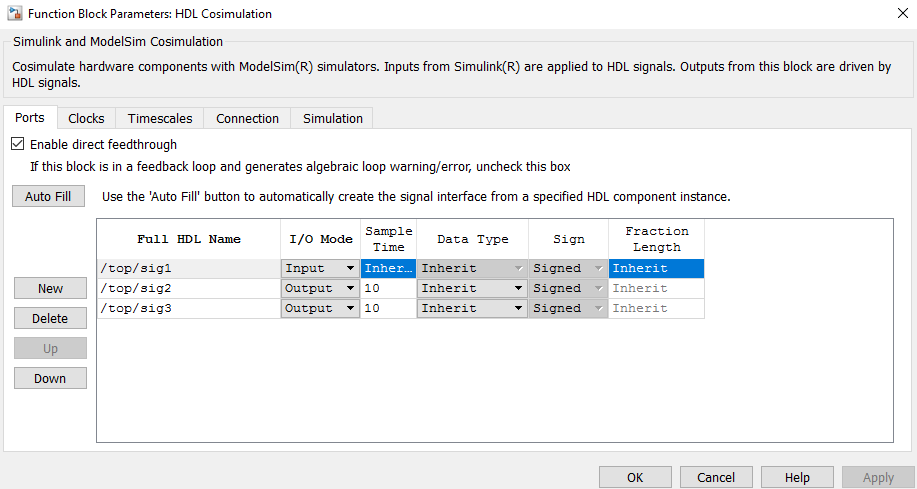 Function Block Parameters: HDL Cosimulation
Simulink and ModelSim Cosimulation
Cosimulate hardware components with ModelSim(R) simulators. Inputs from Simulink(R) are applied to HDL signals. Outputs from this block are driven by
HDL signals.
Ports Clocks Timescales Connection Simulation
Enable direct feedthrough
If this block is in a feedback loop and generates algebraic loop warning/error, uncheck this box
Auto Fill Use the 'Auto Fill' button to automatically create the signal interface from a specified HDL component instance.
Full HDL Name I/O Mode Sample Time Data Type Sign Fraction Length
/top/sig1 Input Inher... Inherit Signed Inherit
/top/sig2 Output 10 Inherit Signed Inherit
/top/sig3 Output 10 Inherit Signed Inherit
New
Delete
Up
Down
OK Cancel Help Apply